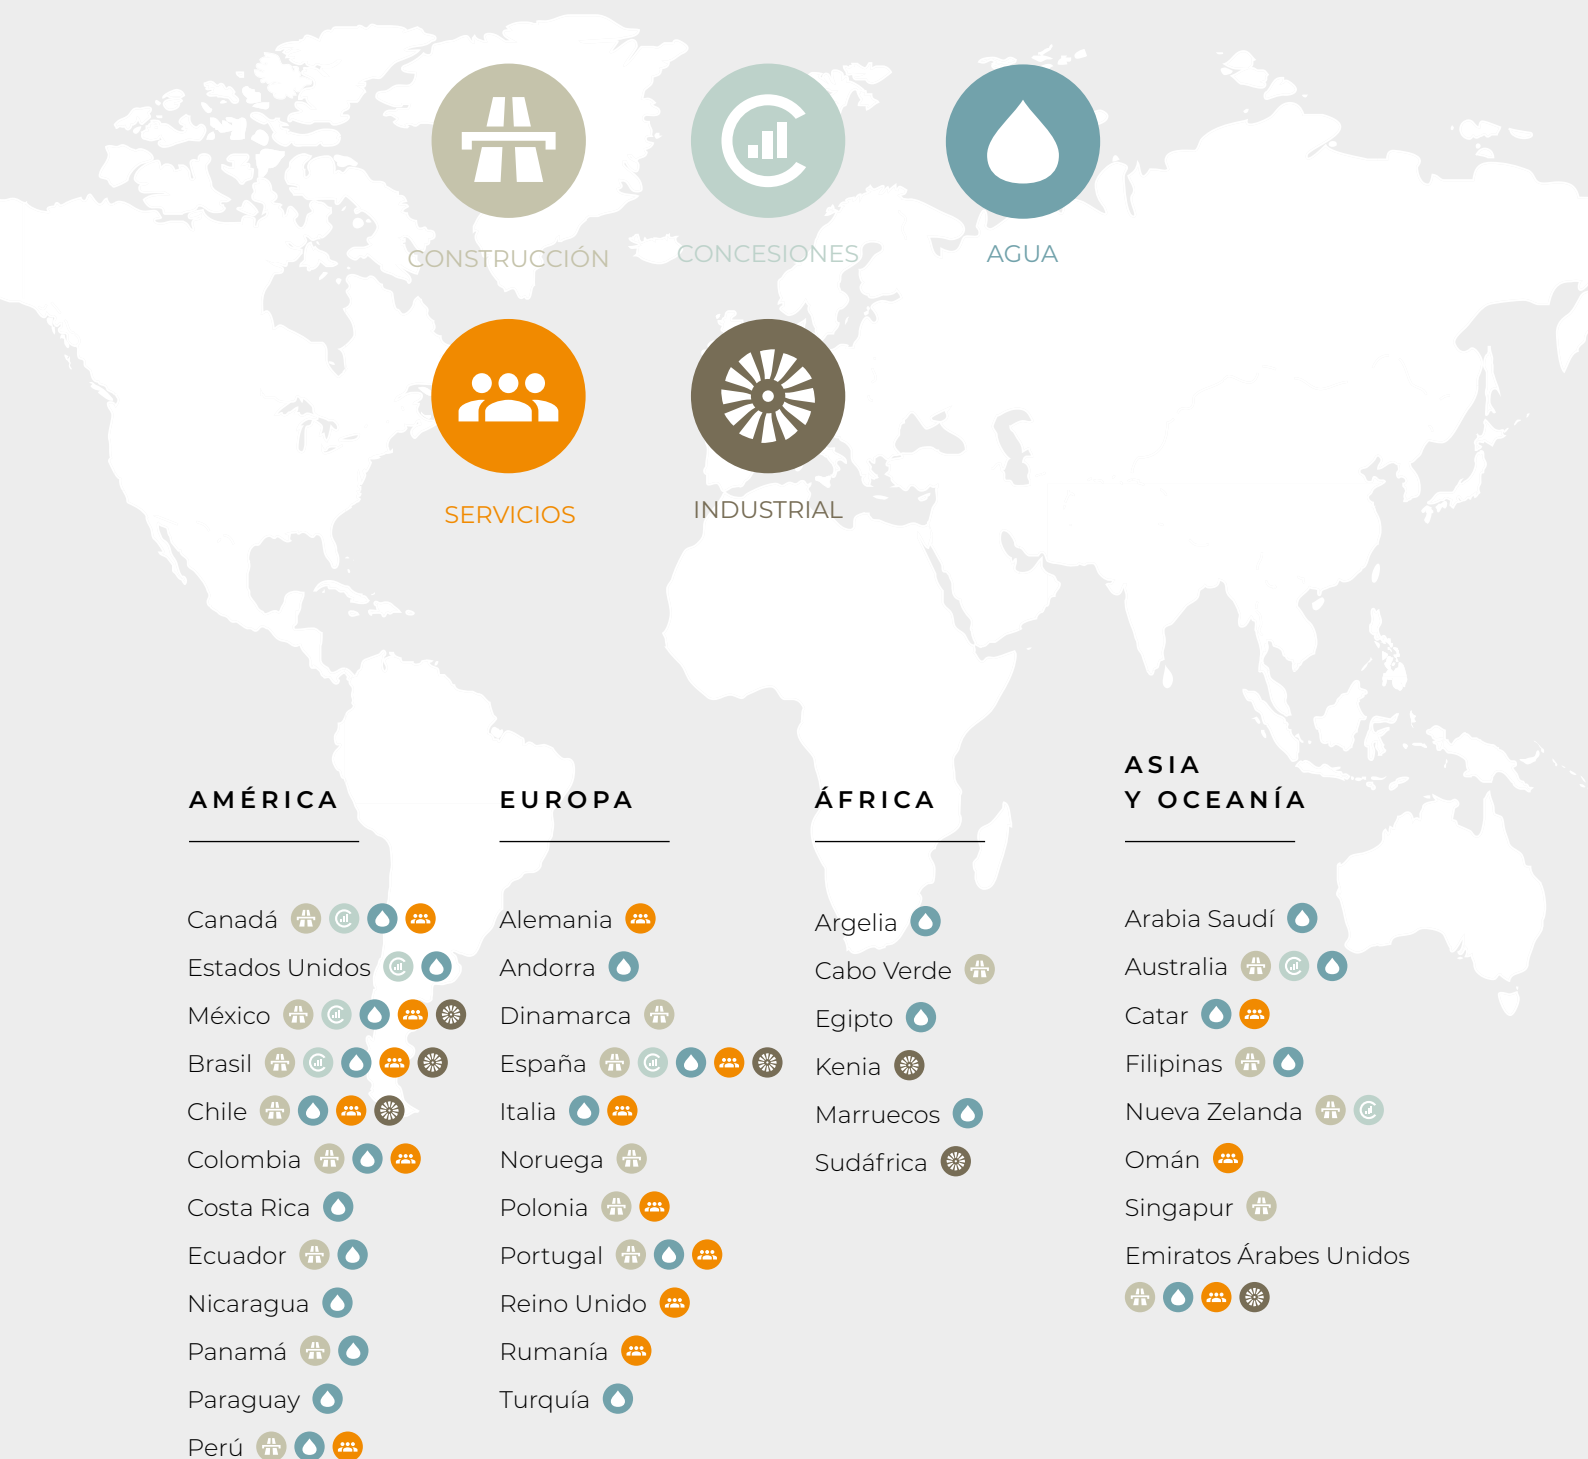 CONSTRUCCIÓN
CONCESIONES
AGUA
SERVICIOS
INDUSTRIAL
AMÉRICA
Canadá
Estados Unidos
México
Brasil
Chile
Colombia
Costa Rica
Ecuador
Nicaragua
Panamá
Paraguay
Perú
EUROPA
Alemania
Andorra
Dinamarca
España
Italia
Noruega
Polonia
Portugal
Reino Unido
Rumanía
Turquía
ÁFRICA
Argelia
Cabo Verde
Egipto
Kenia
Marruecos
Sudáfrica
ASIA
Y OCEANÍA
Arabia Saudí
Australia
Catar
Filipinas
Nueva Zelanda
Omán
Singapur
Emiratos Árabes Unidos